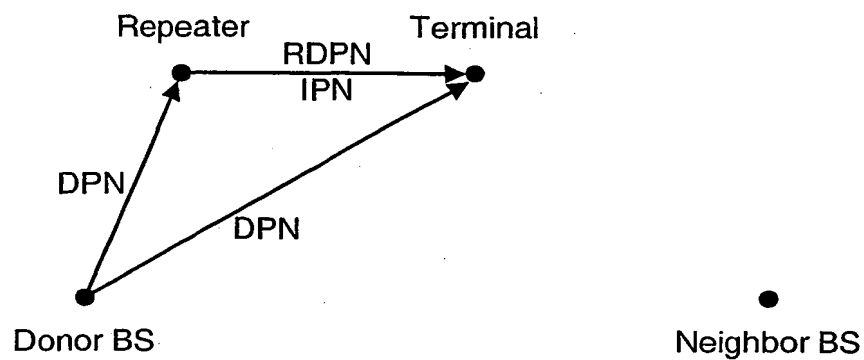 Repeater
Terminal
RDPN
IPN
DPN
DPN
Donor BS
Neighbor BS